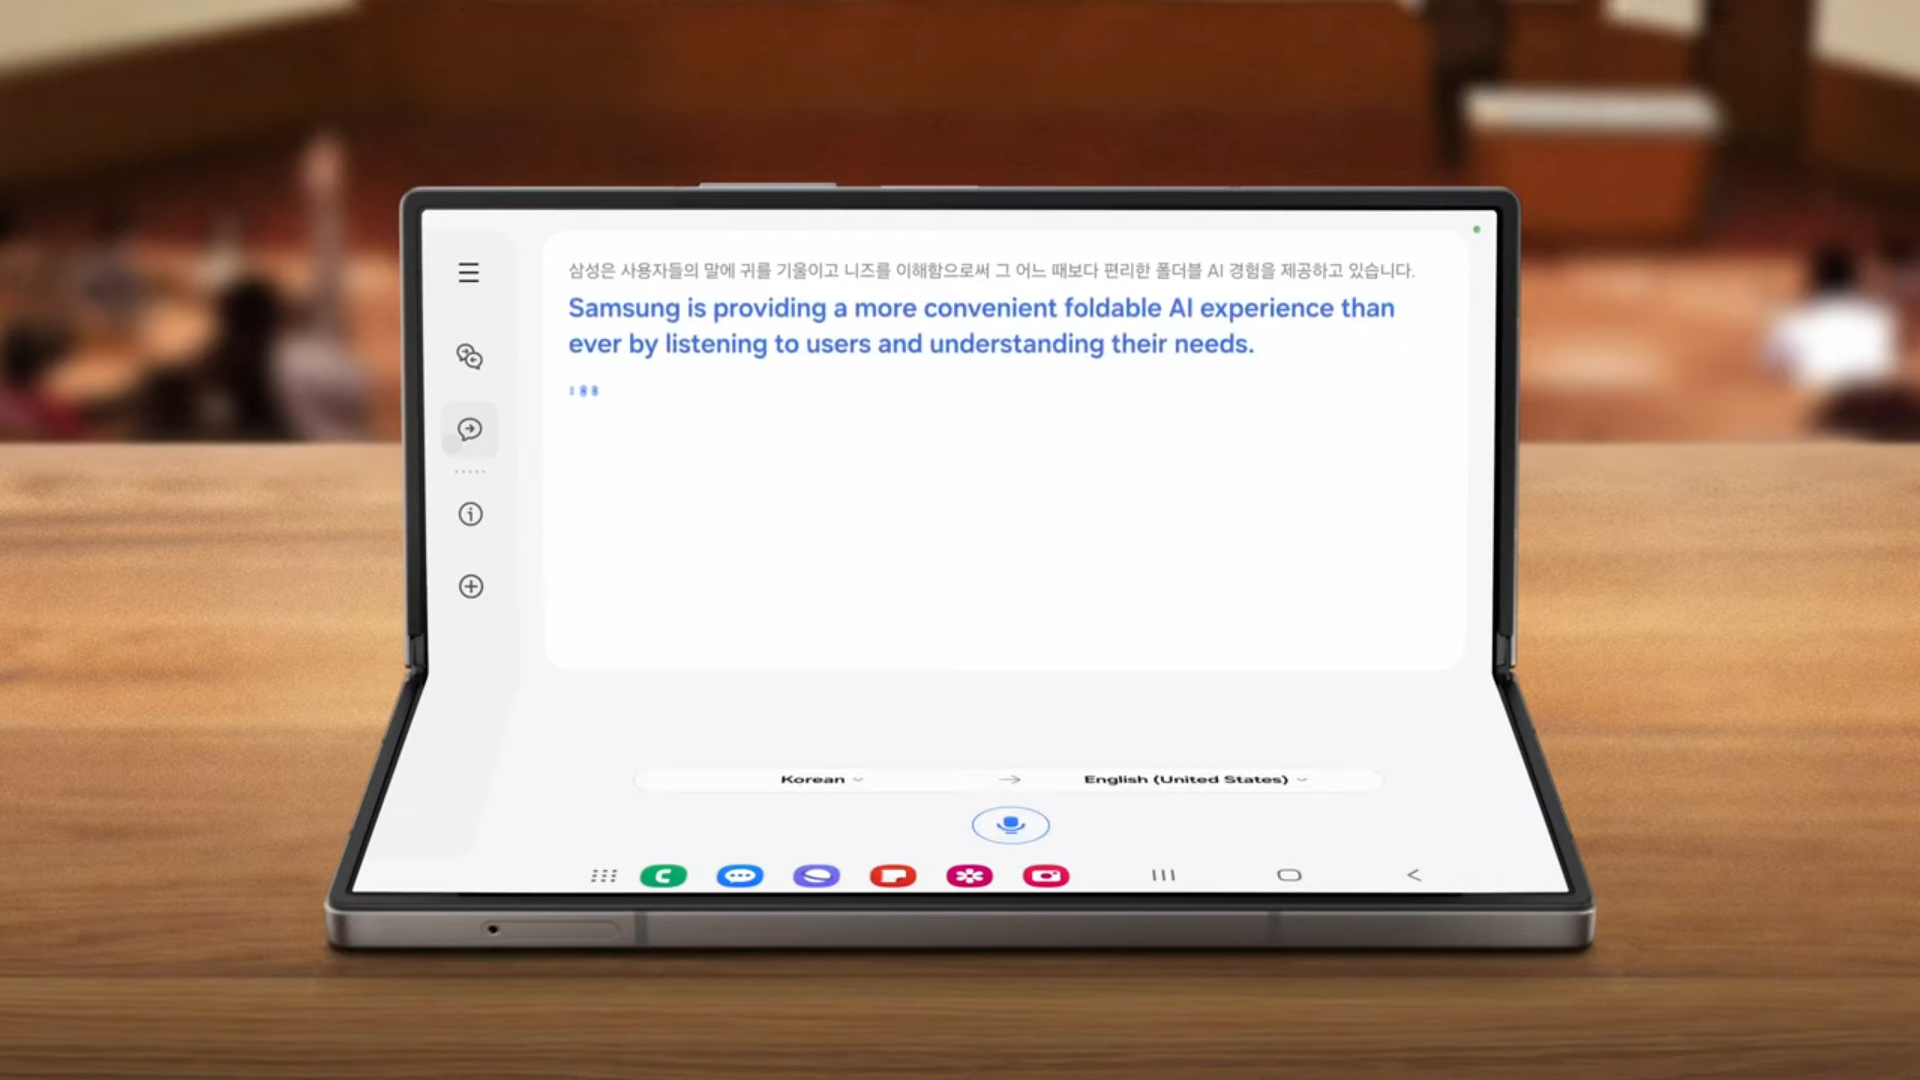 삼성은 사용자들의 말에 귀를 기울이고 니즈를 이해함으로써 그 어느 때보다 편리한 폴더블 AI 경험을 제공하고 있습니다.
Samsung is providing a more convenient foldable AI experience than
ever by listening to users and understanding their needs.
Korean
English (United States)